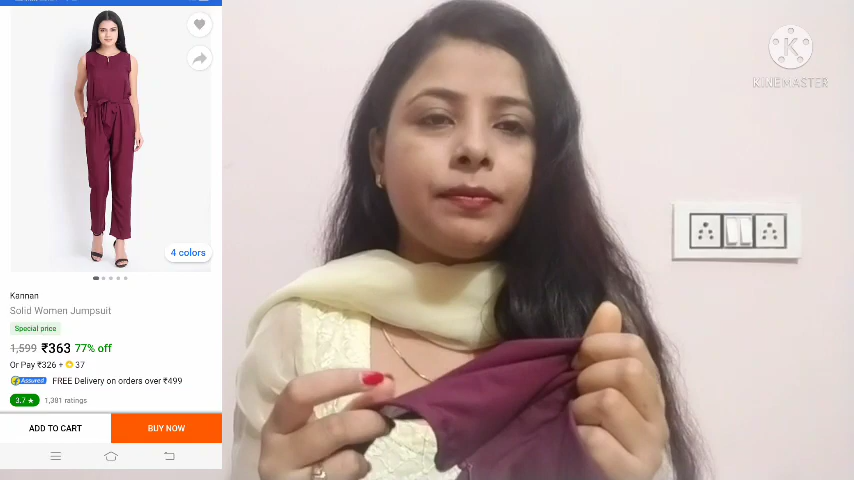 4 colors
Kannan
Solid Women Jumpsuit
Special price
1,599 ₹363 77% off
Or Pay ₹326 + 37
Assured FREE Delivery on orders over ₹499
3.7 ★ 1,381 ratings
ADD TO CART BUY NOW
K
KINEMASTER